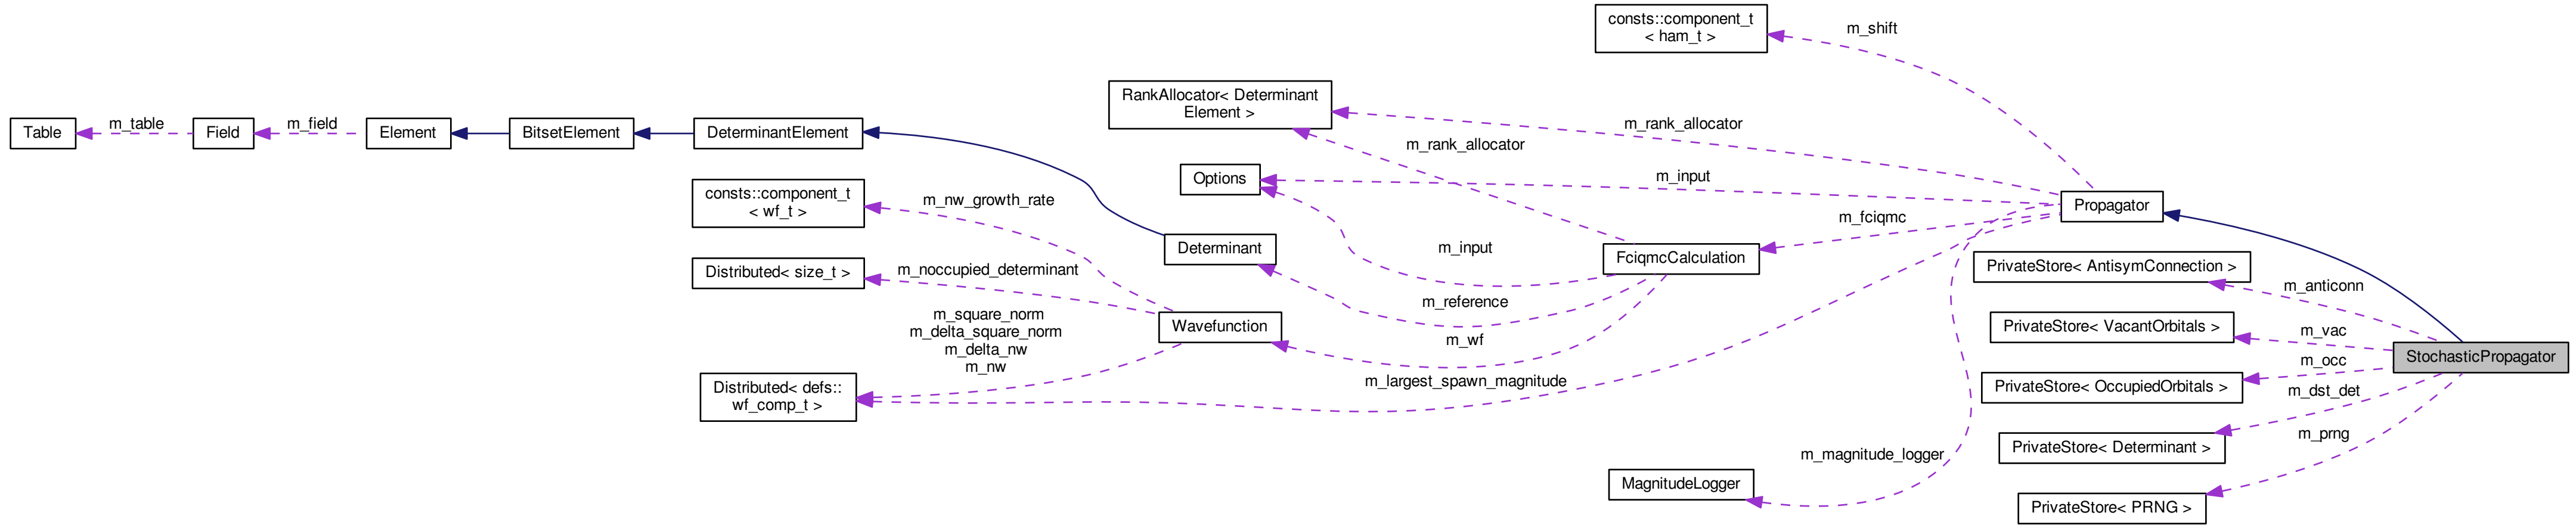 Table
m_table
Field
m_field
Element
BitsetElement
DeterminantElement
consts::component_t
< wf_t >
Distributed< size_t >
Distributed< defs::
wf_comp_t >
m_nw_growth_rate
m_noccupied_determinant
m_square_norm
m_delta_square_norm
m_delta_nw
m_nw
RankAllocator< Determinant
Element >
Options
Determinant
Wavefunction
m_rank_allocator
m_input
m_reference
m_wf
m_largest_spawn_magnitude
consts::component_t
< ham_t >
m_shift
m_rank_allocator
m_input
m_fciqmc
FciqmcCalculation
MagnitudeLogger
m_magnitude_logger
Propagator
PrivateStore< AntisymConnection >
PrivateStore< VacantOrbitals >
PrivateStore< OccupiedOrbitals >
PrivateStore< Determinant >
PrivateStore< PRNG >
m_anticonn
m_vac
m_occ
m_dst_det
m_prng
StochasticPropagator